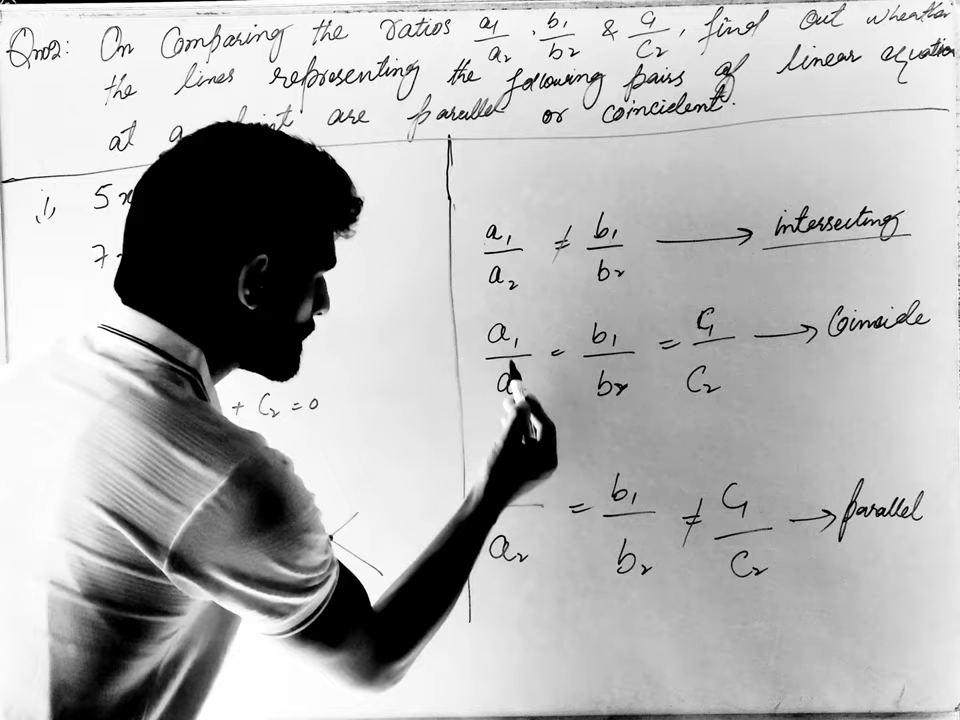 Qno2: On Comparing the ratios a₁/a₂, b₁/b₂ & C₁/C₂, find out wheather
the lines representing the following pairs of linear equation
at a are parallel or coincident.
i) 5x
7
+ C₂ = 0
a₁/a₂ ≠ b₁/b₂ → intersecting
a₁/a = b₁/b₂ = C₁/C₂ → Coinside
a₂ = b₁/b₂ ≠ C₁/C₂ → parallel